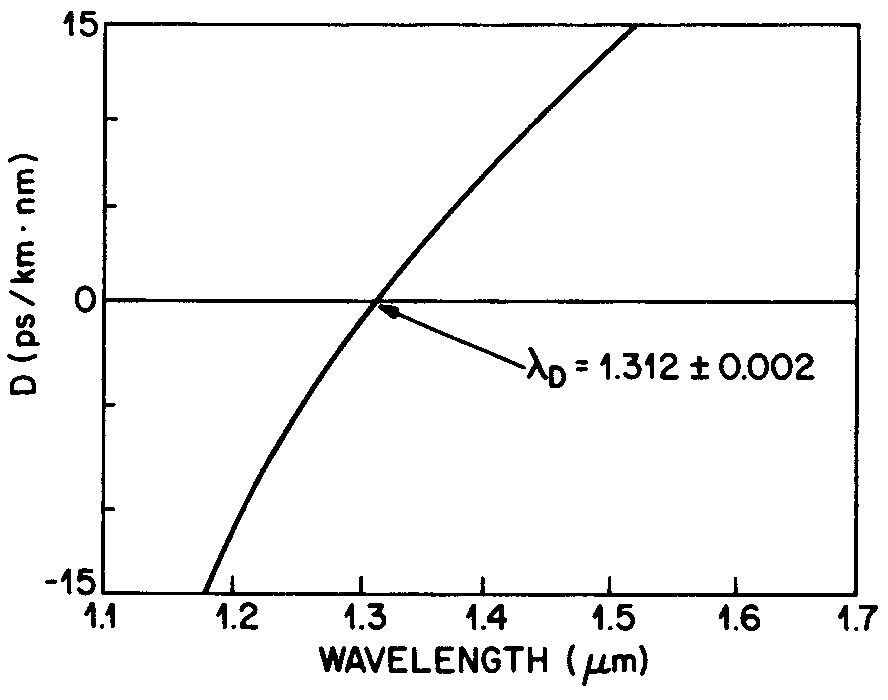 15
0
-15
D (ps/km·nm)
λD = 1.312 ± 0.002
1.1 1.2 1.3 1.4 1.5 1.6 1.7
WAVELENGTH (μm)